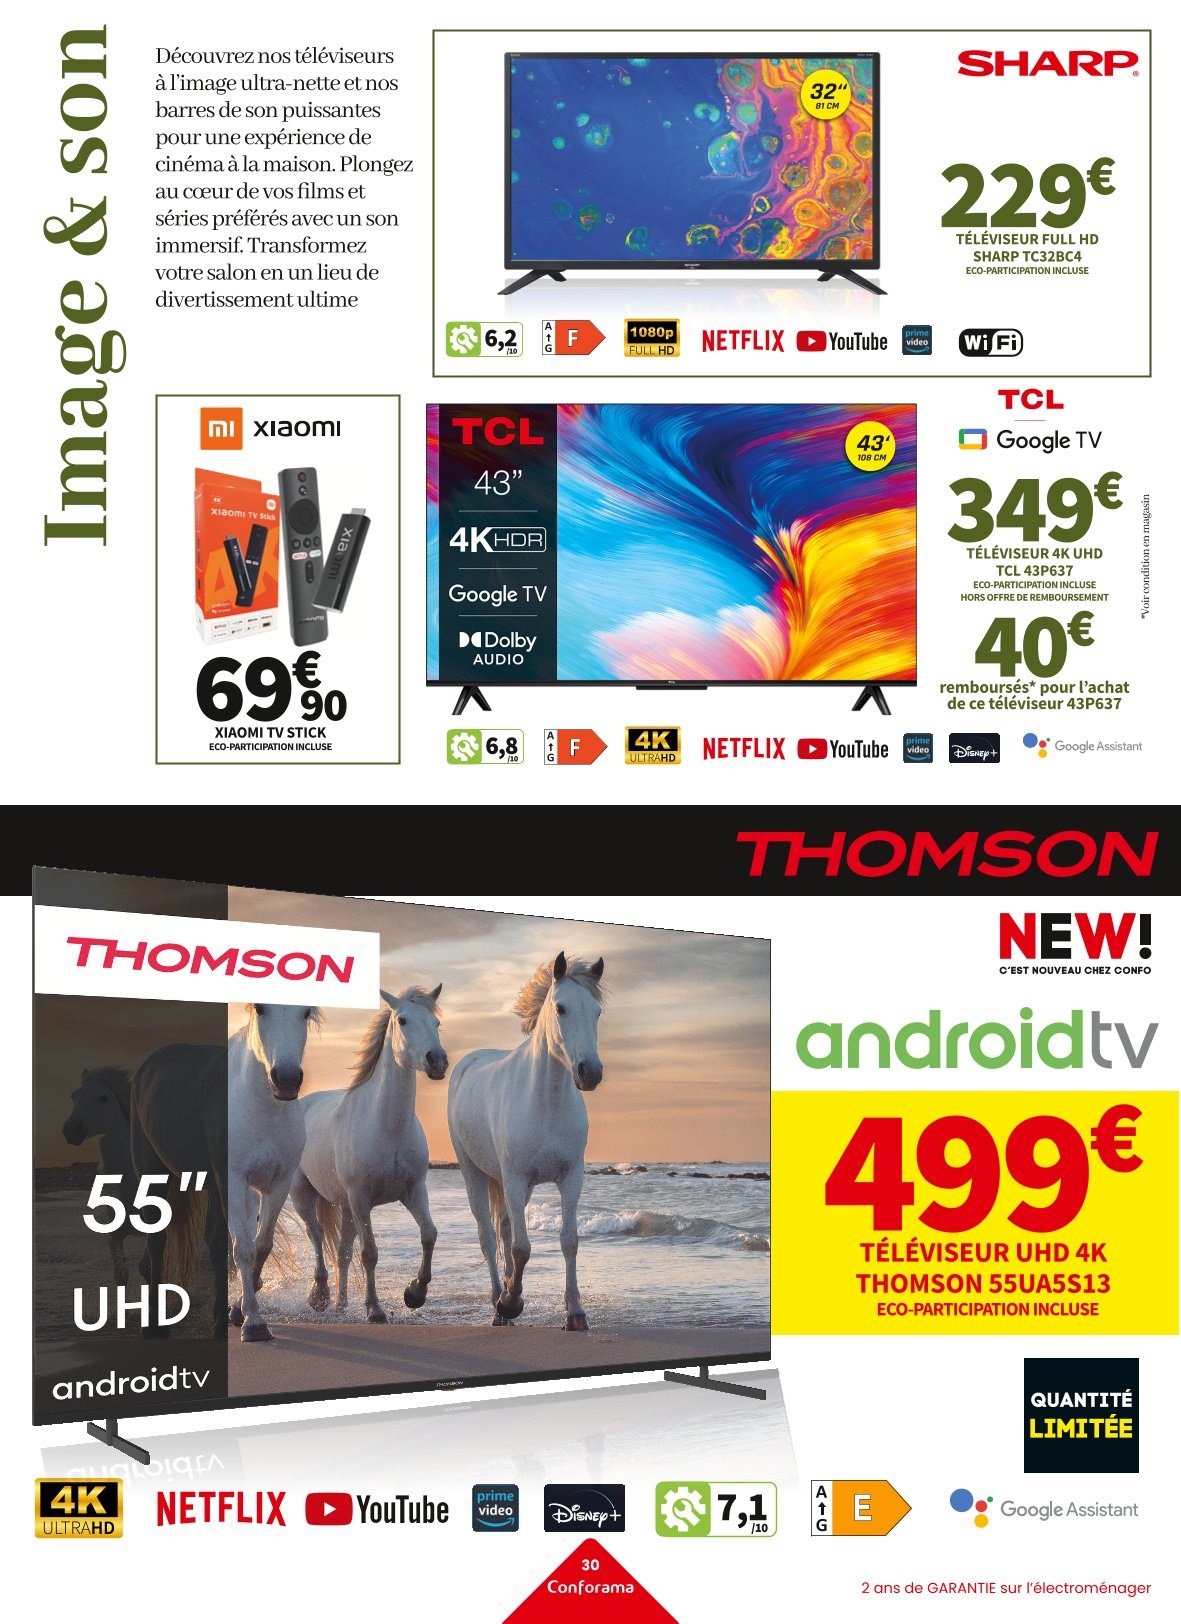 Image & son
Découvrez nos téléviseurs
à l'image ultra-nette et nos
barres de son puissantes
pour une expérience de
cinéma à la maison. Plongez
au cœur de vos films et
séries préférés avec un son
immersif. Transformez
votre salon en un lieu de
divertissement ultime
SHARP
32"
81 CM
229€
TÉLÉVISEUR FULL HD
SHARP TC32BC4
ECO-PARTICIPATION INCLUSE
6,2/10
A G F
1080p
FULL HD
NETFLIX
YouTube
prime video
WiFi
mi xiaomi
4K
xiaomi TV Stick
xiaomi
69€90
XIAOMI TV STICK
ECO-PARTICIPATION INCLUSE
TCL
43"
4K HDR
Google TV
Dolby
AUDIO
43'
108 CM
TCL
Google TV
349€
TÉLÉVISEUR 4K UHD
TCL 43P637
ECO-PARTICIPATION INCLUSE
HORS OFFRE DE REMBOURSEMENT
40€
remboursés* pour l'achat
de ce téléviseur 43P637
*Voir condition en magasin
6,8/10
A G F
4K
ULTRAHD
NETFLIX
YouTube
prime video
Disney+
Google Assistant
THOMSON
THOMSON
55"
UHD
androidtv
THOMSON
NEW!
C'EST NOUVEAU CHEZ CONFO
androidtv
499€
TÉLÉVISEUR UHD 4K
THOMSON 55UA5S13
ECO-PARTICIPATION INCLUSE
QUANTITÉ
LIMITÉE
4K
ULTRAHD
NETFLIX
YouTube
prime video
Disney+
7,1/10
A G E
Google Assistant
30
Conforama
2 ans de GARANTIE sur l'électroménager